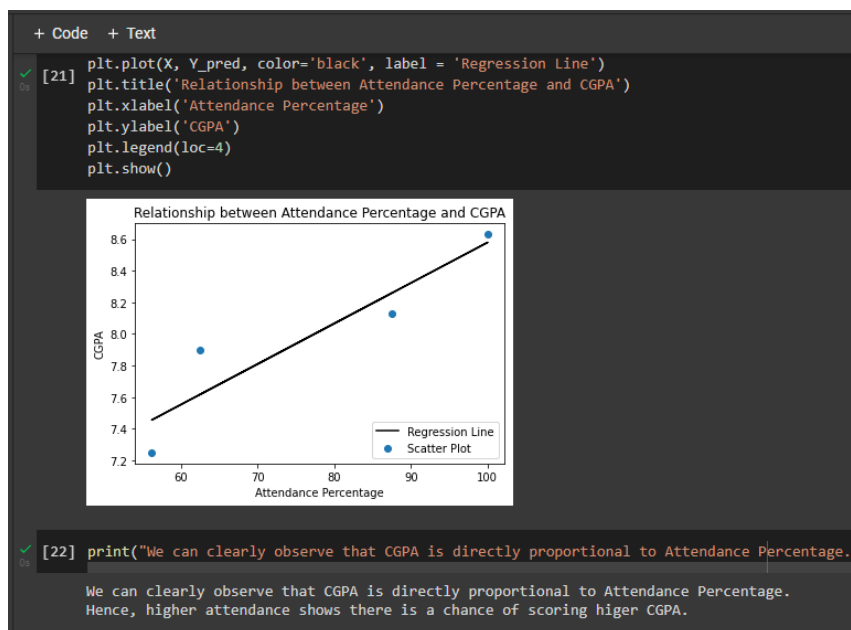 + Code + Text
[21]
0s
plt.plot(X, Y_pred, color='black', label = 'Regression Line')
plt.title('Relationship between Attendance Percentage and CGPA')
plt.xlabel('Attendance Percentage')
plt.ylabel('CGPA')
plt.legend(loc=4)
plt.show()
Relationship between Attendance Percentage and CGPA
8.6
8.4
8.2
8.0
7.8
7.6
7.4
7.2
CGPA
Regression Line
Scatter Plot
60 70 80 90 100
Attendance Percentage
[22] print("We can clearly observe that CGPA is directly proportional to Attendance Percentage.
0s
We can clearly observe that CGPA is directly proportional to Attendance Percentage.
Hence, higher attendance shows there is a chance of scoring higer CGPA.